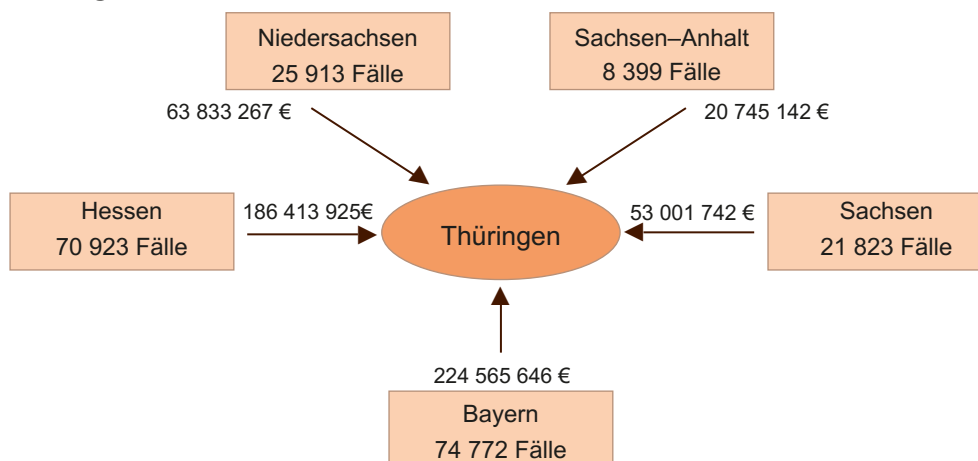 Niedersachsen
25 913 Fälle
Sachsen–Anhalt
8 399 Fälle
63 833 267 €
20 745 142 €
Hessen
70 923 Fälle
186 413 925€
Thüringen
53 001 742 €
Sachsen
21 823 Fälle
224 565 646 €
Bayern
74 772 Fälle